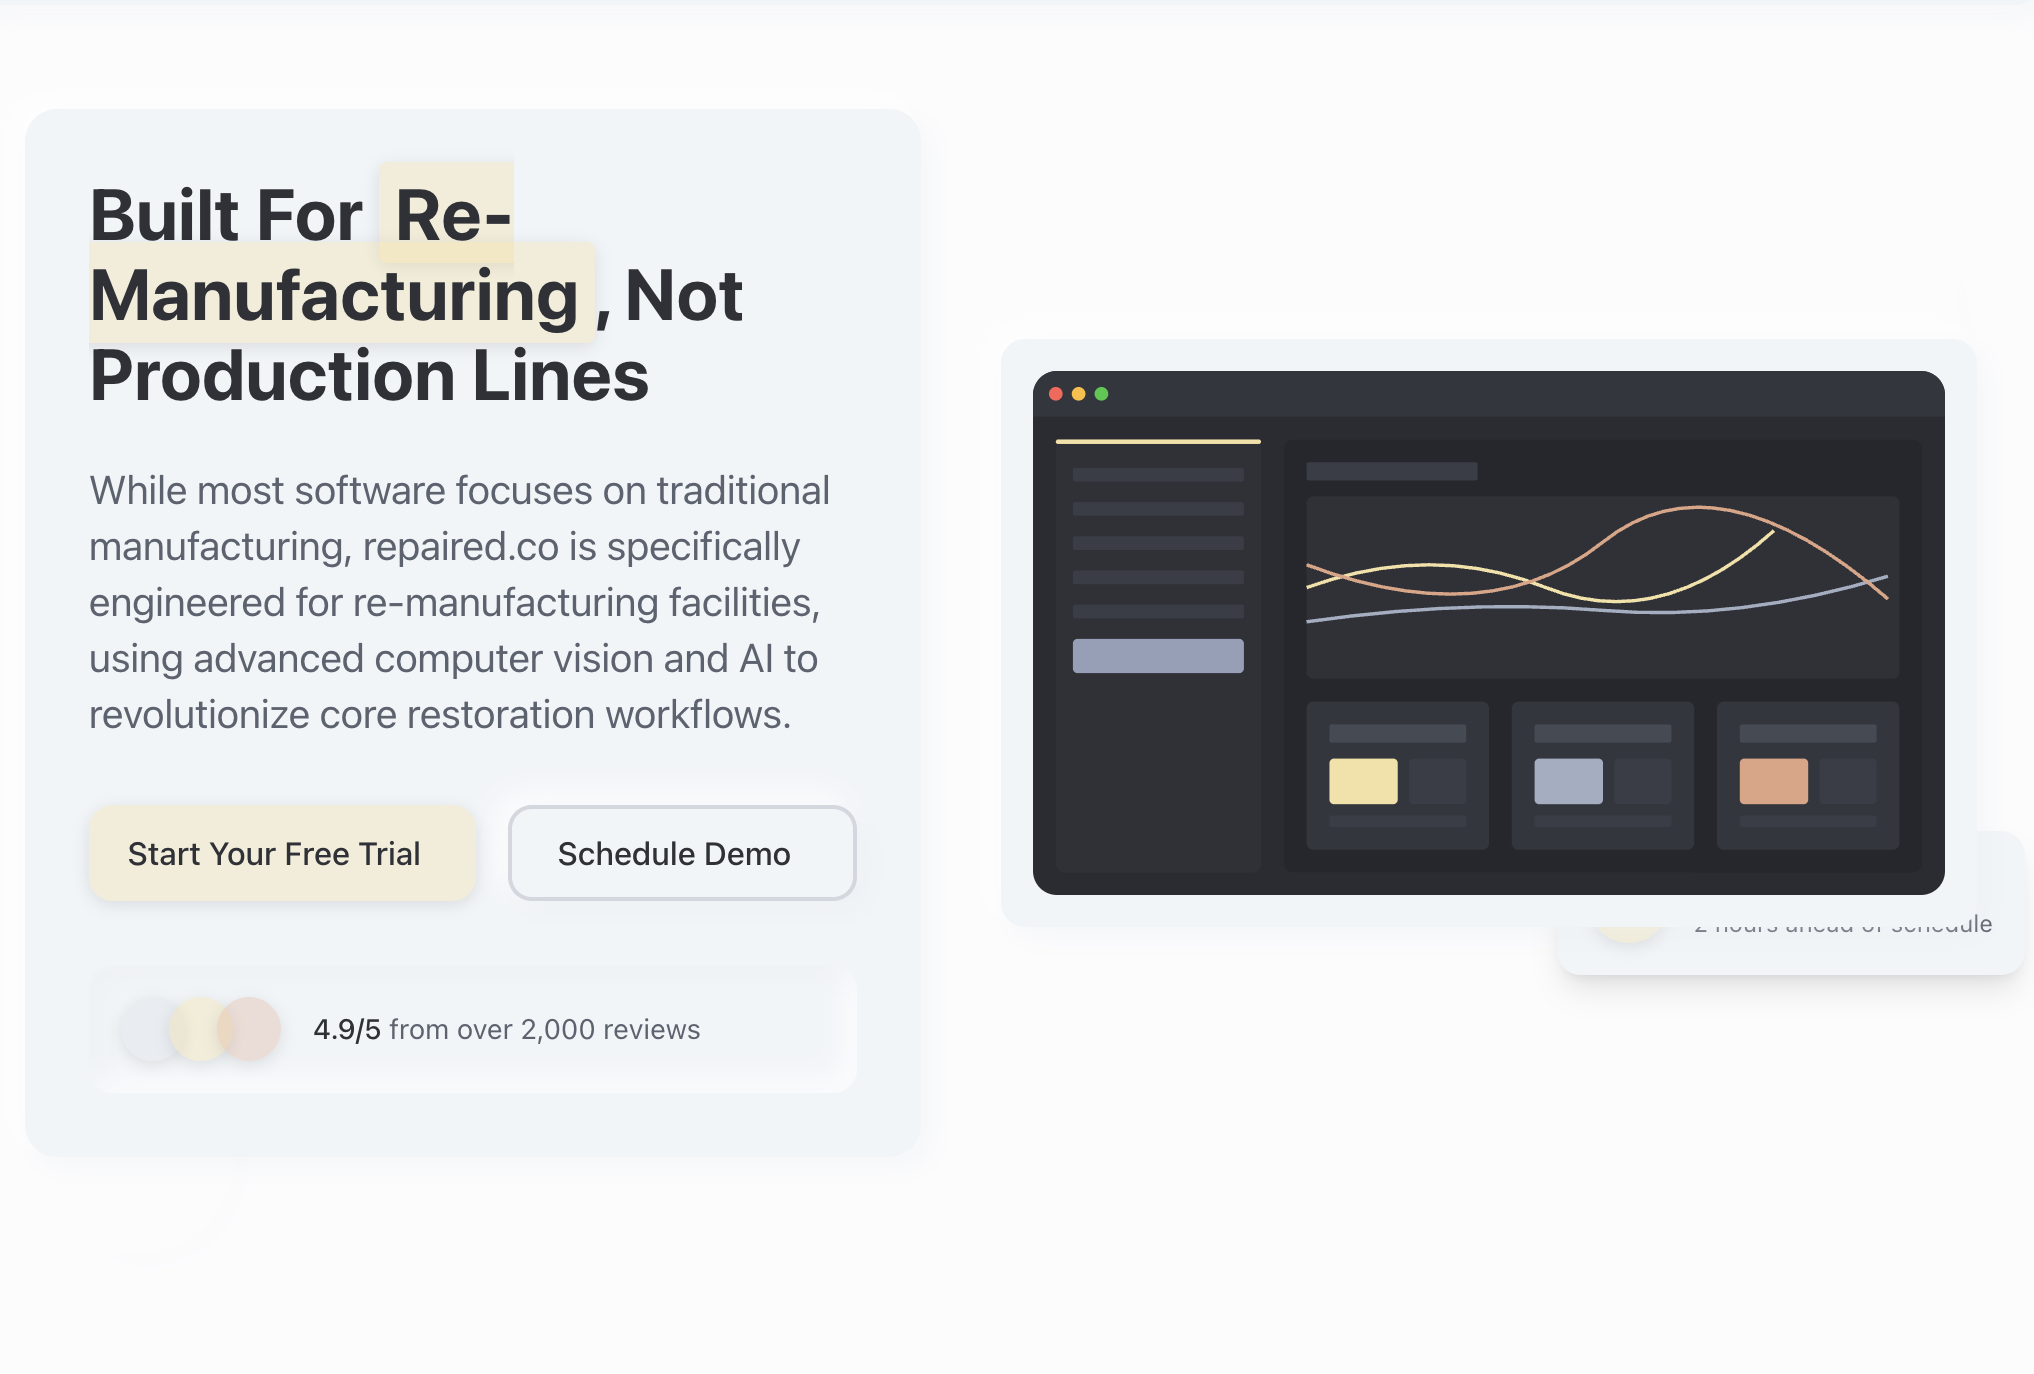 Built For Re-
Manufacturing , Not
Production Lines
While most software focuses on traditional
manufacturing, repaired.co is specifically
engineered for re-manufacturing facilities,
using advanced computer vision and AI to
revolutionize core restoration workflows.
Start Your Free Trial
Schedule Demo
4.9/5 from over 2,000 reviews
2 hours ahead of schedule